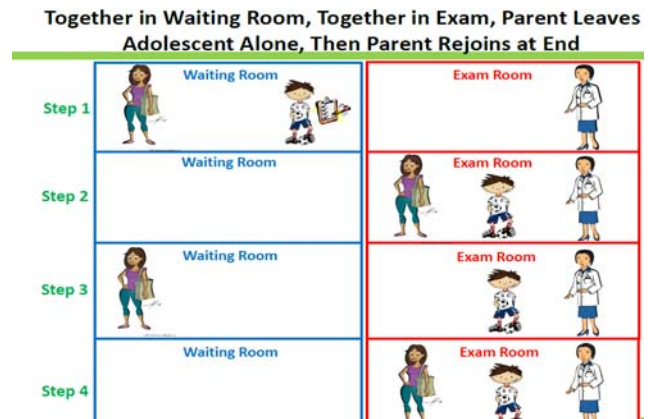 Together in Waiting Room, Together in Exam, Parent Leaves
Adolescent Alone, Then Parent Rejoins at End
Waiting Room
Exam Room
Step 1
Waiting Room
Exam Room
Step 2
Waiting Room
Exam Room
Step 3
Waiting Room
Exam Room
Step 4